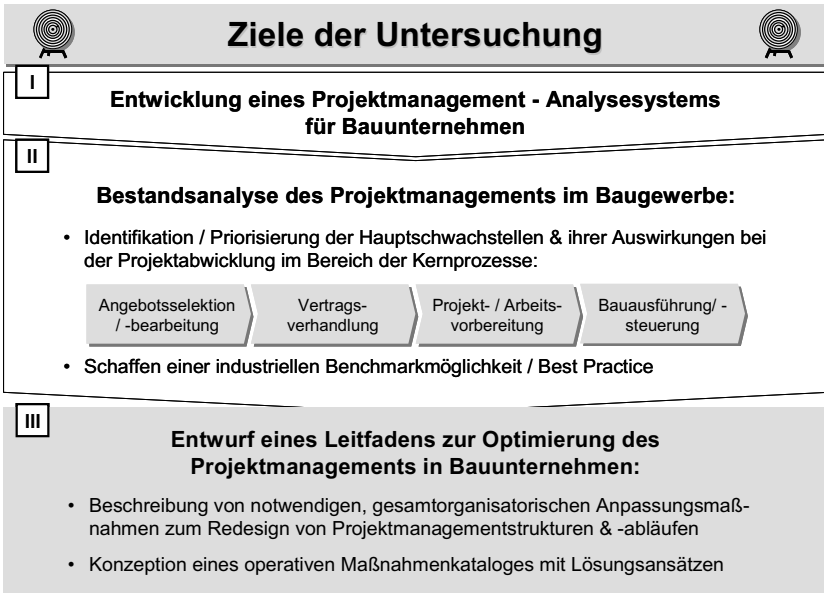 Ziele der Untersuchung
I
Entwicklung eines Projektmanagement - Analysesystems
für Bauunternehmen
II
Bestandsanalyse des Projektmanagements im Baugewerbe:
• Identifikation / Priorisierung der Hauptschwachstellen & ihrer Auswirkungen bei
der Projektabwicklung im Bereich der Kernprozesse:
Angebotsselektion
/ -bearbeitung
Vertrags-
verhandlung
Projekt- / Arbeits-
vorbereitung
Bauausführung/ -
steuerung
• Schaffen einer industriellen Benchmarkmöglichkeit / Best Practice
III
Entwurf eines Leitfadens zur Optimierung des
Projektmanagements in Bauunternehmen:
• Beschreibung von notwendigen, gesamtorganisatorischen Anpassungsmaß-
nahmen zum Redesign von Projektmanagementstrukturen & -abläufen
• Konzeption eines operativen Maßnahmenkataloges mit Lösungsansätzen